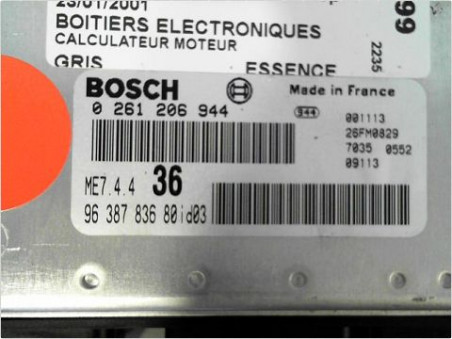 23/01/2001
BOITIERS ELECTRONIQUES
CALCULATEUR MOTEUR
GRIS ESSENCE
2235
99
BOSCH Made in France
0 261 206 944
944 001113
26FM0829
7035 0552
09113
ME7.4.4 36
96 387 836 80id03